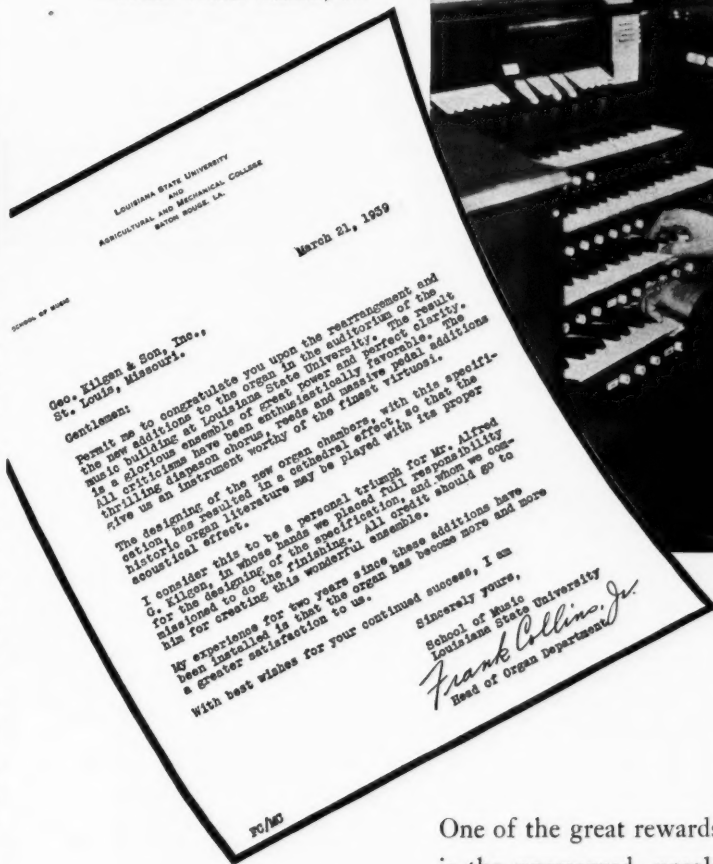 LOUISIANA STATE UNIVERSITY
AND
AGRICULTURAL AND MECHANICAL COLLEGE
BATON ROUGE, LA.
SCHOOL OF MUSIC
March 21, 1939
Geo. Kilgen & Son, Inc.,
St. Louis, Missouri.
Gentlemen:
Permit me to congratulate you upon the rearrangement and
the new additions to the organ in the auditorium of the
music building at Louisiana State University. The result
is a glorious ensemble of great power and perfect clarity.
All criticisms have been enthusiastically favorable. The
thrilling diapason chorus, reeds and massive pedal additions
give us an instrument worthy of the finest virtuosi.
The designing of the new organ chambers, with this specifi-
cation, has resulted in a cathedral effect, so that the
historic organ literature may be played with its proper
acoustical effect.
I consider this to be a personal triumph for Mr. Alfred
G. Kilgen, in whose hands we placed full responsibility
for the designing of the specification, and whom we com-
missioned to do the finishing. All credit should go to
him for creating this wonderful ensemble.
My experience for two years since these additions have
been installed is that the organ has become more and more
a greater satisfaction to us.
With best wishes for your continued success, I am
Sincerely yours,
School of Music
Louisiana State University
Frank Collins, Jr.
Head of Organ Department
FC/MC
One of the great rewards